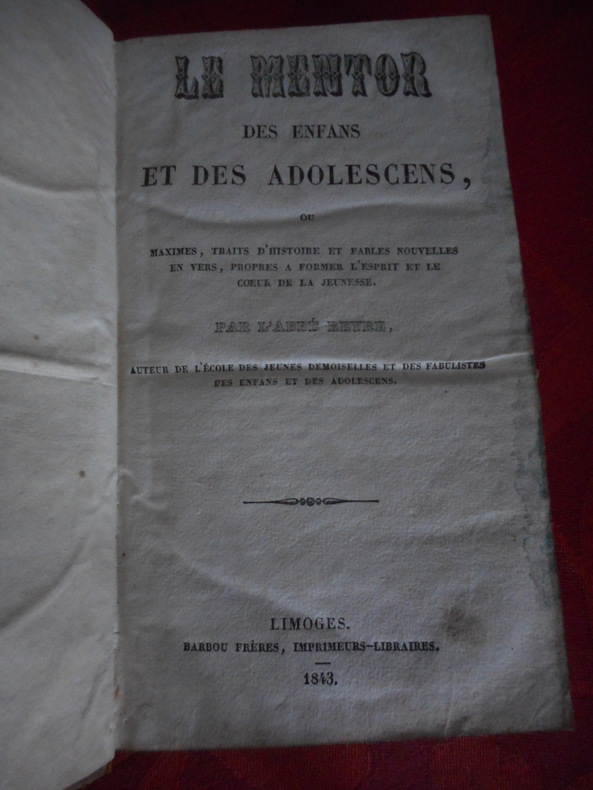 LE MENTOR
DES ENFANS
ET DES ADOLESCENS,
OU
MAXIMES, TRAITS D'HISTOIRE ET FABLES NOUVELLES
EN VERS, PROPRES A FORMER L'ESPRIT ET LE
COEUR DE LA JEUNESSE.
PAR L'ABBÉ REYRE,
AUTEUR DE L'ÉCOLE DES JEUNES DEMOISELLES ET DES FABULISTES
DES ENFANS ET DES ADOLESCENS.
LIMOGES.
BARBOU FRÈRES, IMPRIMEURS-LIBRAIRES.
1843.